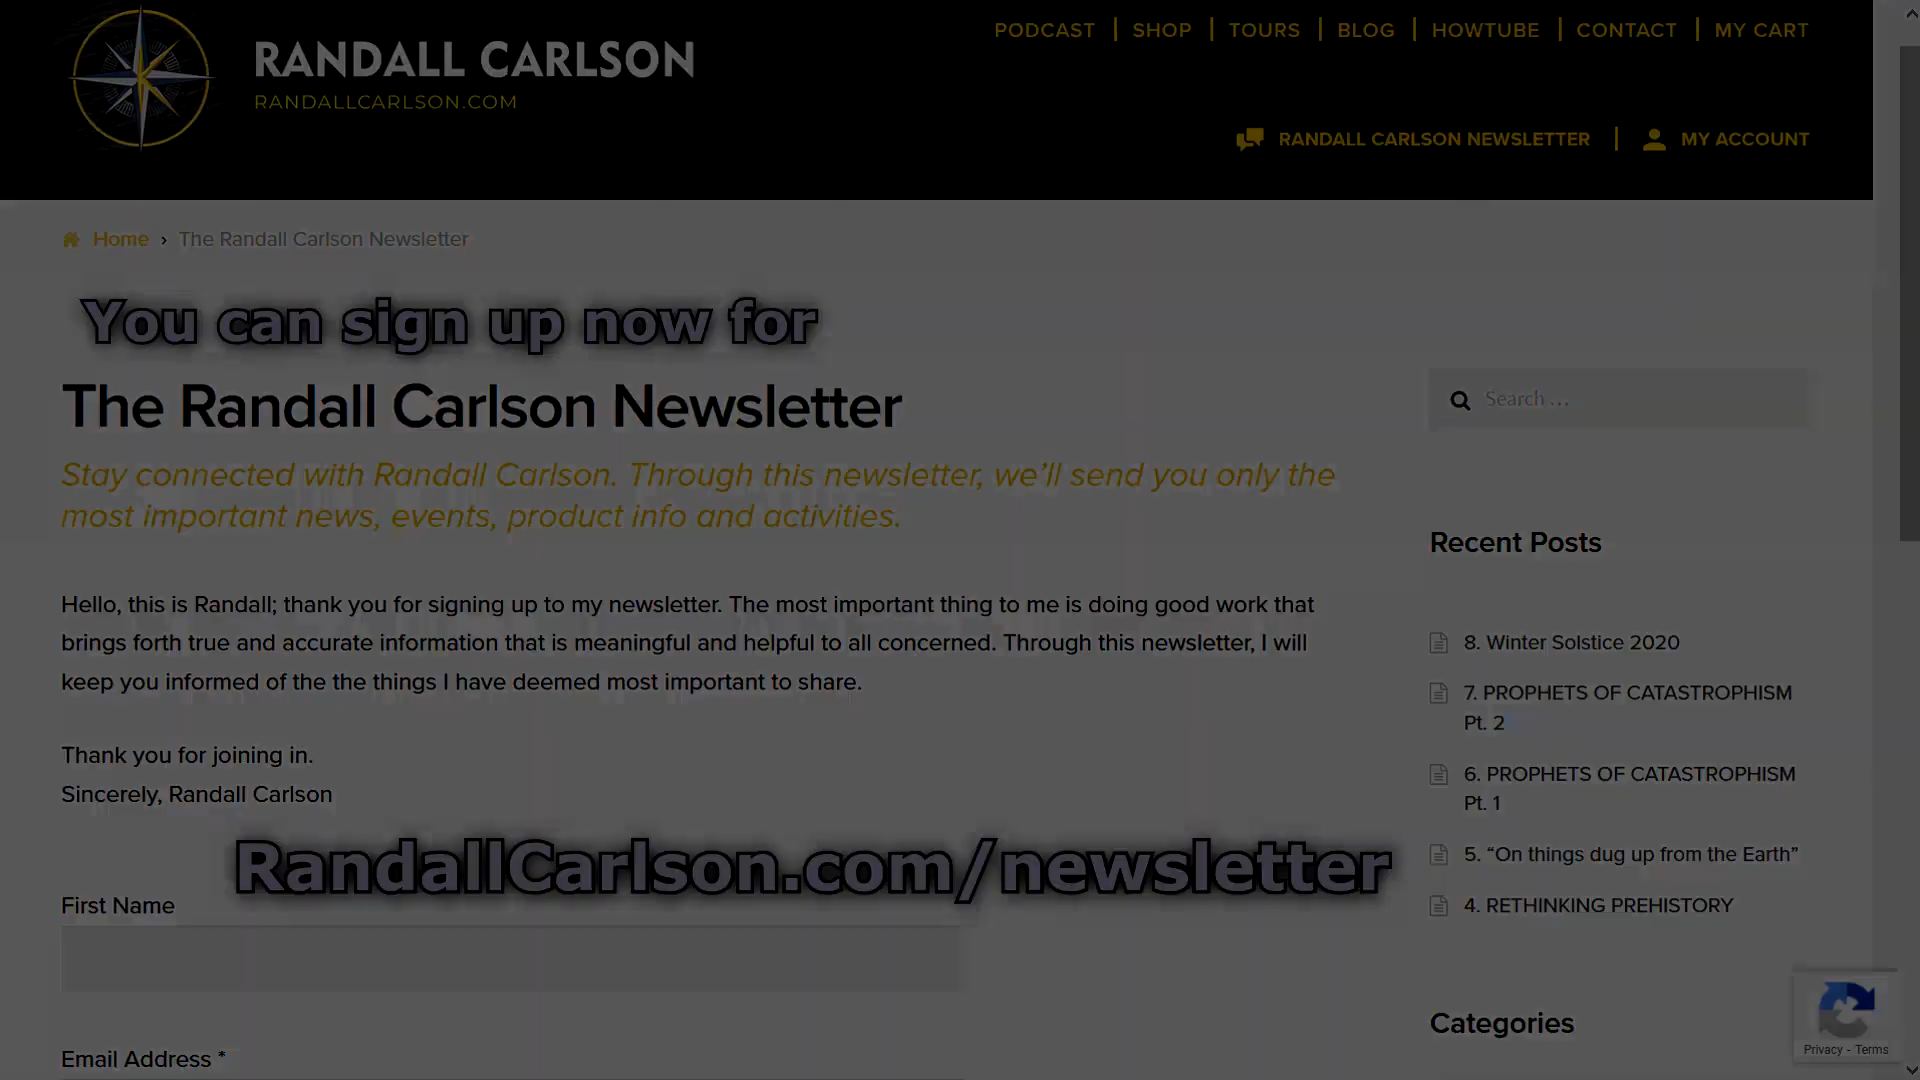 RANDALL CARLSON
RANDALLCARLSON.COM
PODCAST | SHOP | TOURS | BLOG | HOWTUBE | CONTACT | MY CART
RANDALL CARLSON NEWSLETTER | MY ACCOUNT
Home › The Randall Carlson Newsletter
You can sign up now for
The Randall Carlson Newsletter
Stay connected with Randall Carlson. Through this newsletter, we’ll send you only the
most important news, events, product info and activities.
Hello, this is Randall; thank you for signing up to my newsletter. The most important thing to me is doing good work that
brings forth true and accurate information that is meaningful and helpful to all concerned. Through this newsletter, I will
keep you informed of the the things I have deemed most important to share.
Thank you for joining in.
Sincerely, Randall Carlson
RandallCarlson.com/newsletter
First Name
Email Address *
Search …
Recent Posts
8. Winter Solstice 2020
7. PROPHETS OF CATASTROPHISM
Pt. 2
6. PROPHETS OF CATASTROPHISM
Pt. 1
5. “On things dug up from the Earth”
4. RETHINKING PREHISTORY
Categories
Privacy - Terms